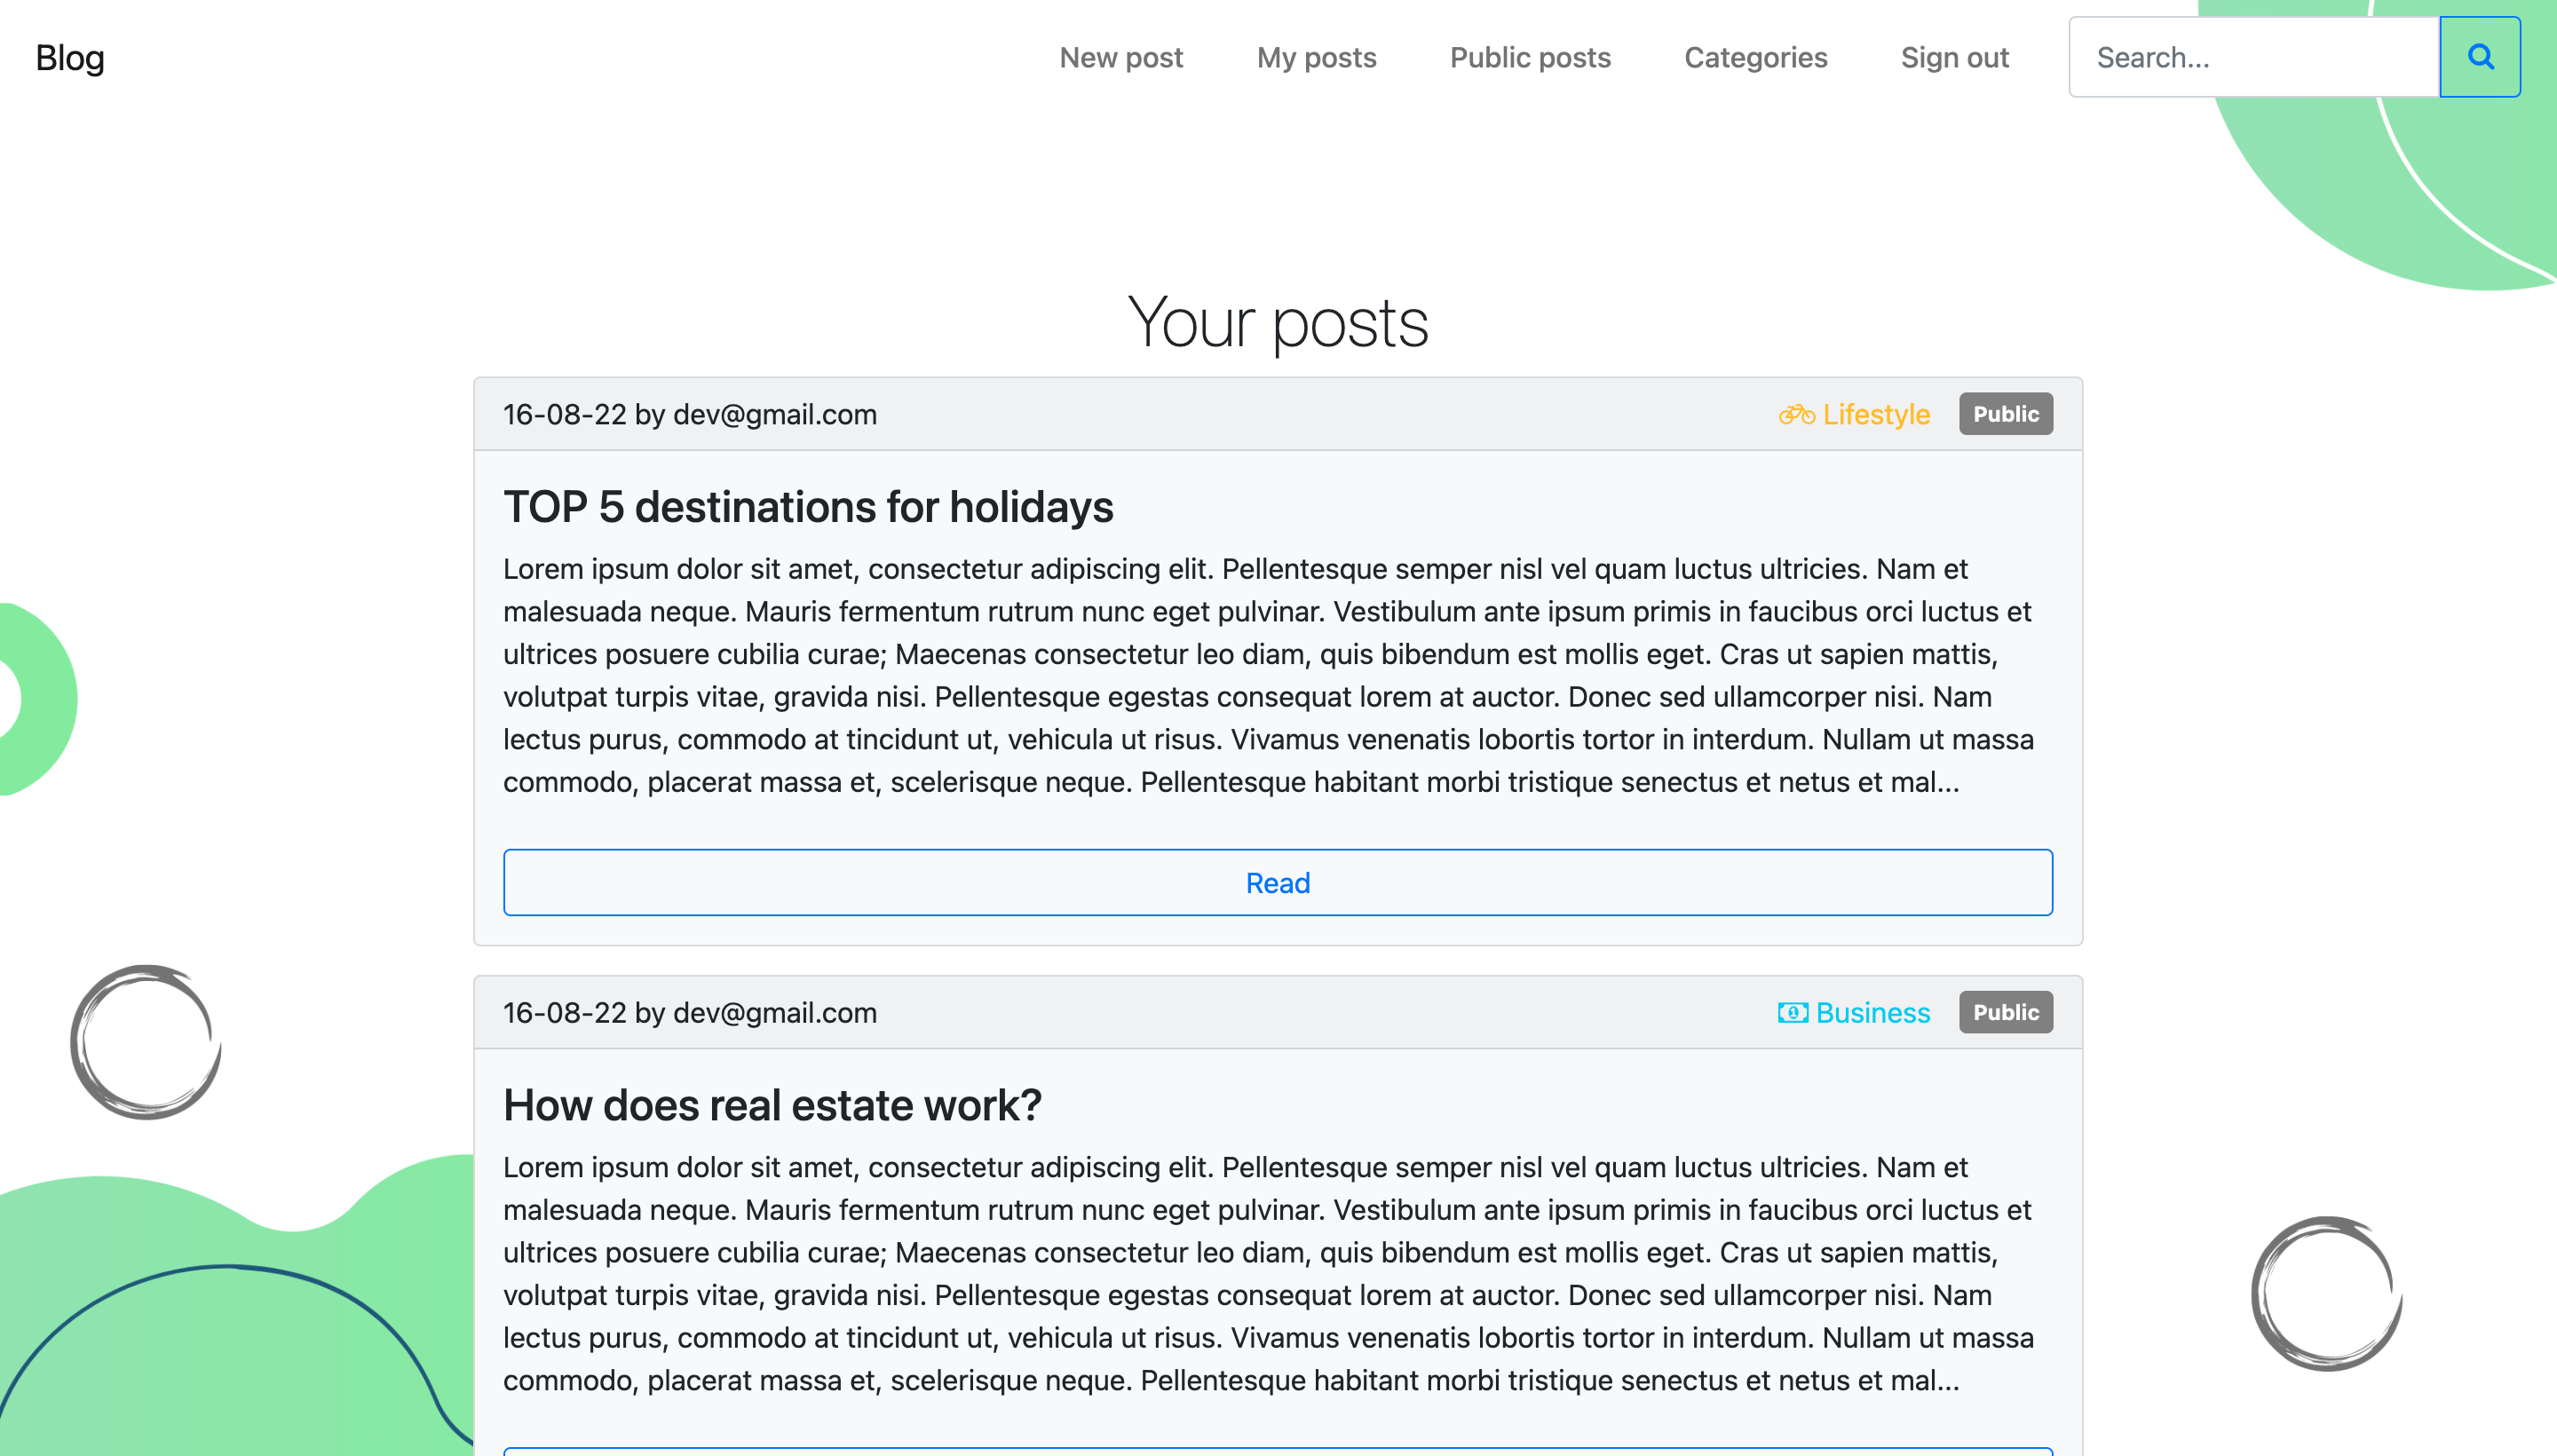 Blog
New post
My posts
Public posts
Categories
Sign out
Search...
Your posts
16-08-22 by dev@gmail.com
Lifestyle
Public
TOP 5 destinations for holidays
Lorem ipsum dolor sit amet, consectetur adipiscing elit. Pellentesque semper nisl vel quam luctus ultricies. Nam et
malesuada neque. Mauris fermentum rutrum nunc eget pulvinar. Vestibulum ante ipsum primis in faucibus orci luctus et
ultrices posuere cubilia curae; Maecenas consectetur leo diam, quis bibendum est mollis eget. Cras ut sapien mattis,
volutpat turpis vitae, gravida nisi. Pellentesque egestas consequat lorem at auctor. Donec sed ullamcorper nisi. Nam
lectus purus, commodo at tincidunt ut, vehicula ut risus. Vivamus venenatis lobortis tortor in interdum. Nullam ut massa
commodo, placerat massa et, scelerisque neque. Pellentesque habitant morbi tristique senectus et netus et mal...
Read
16-08-22 by dev@gmail.com
Business
Public
How does real estate work?
Lorem ipsum dolor sit amet, consectetur adipiscing elit. Pellentesque semper nisl vel quam luctus ultricies. Nam et
malesuada neque. Mauris fermentum rutrum nunc eget pulvinar. Vestibulum ante ipsum primis in faucibus orci luctus et
ultrices posuere cubilia curae; Maecenas consectetur leo diam, quis bibendum est mollis eget. Cras ut sapien mattis,
volutpat turpis vitae, gravida nisi. Pellentesque egestas consequat lorem at auctor. Donec sed ullamcorper nisi. Nam
lectus purus, commodo at tincidunt ut, vehicula ut risus. Vivamus venenatis lobortis tortor in interdum. Nullam ut massa
commodo, placerat massa et, scelerisque neque. Pellentesque habitant morbi tristique senectus et netus et mal...